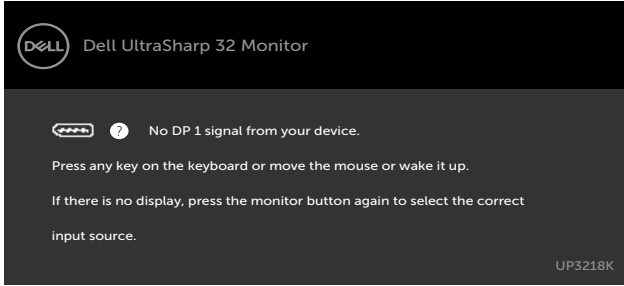 DELL
Dell UltraSharp 32 Monitor
? No DP 1 signal from your device.
Press any key on the keyboard or move the mouse or wake it up.
If there is no display, press the monitor button again to select the correct
input source.
UP3218K